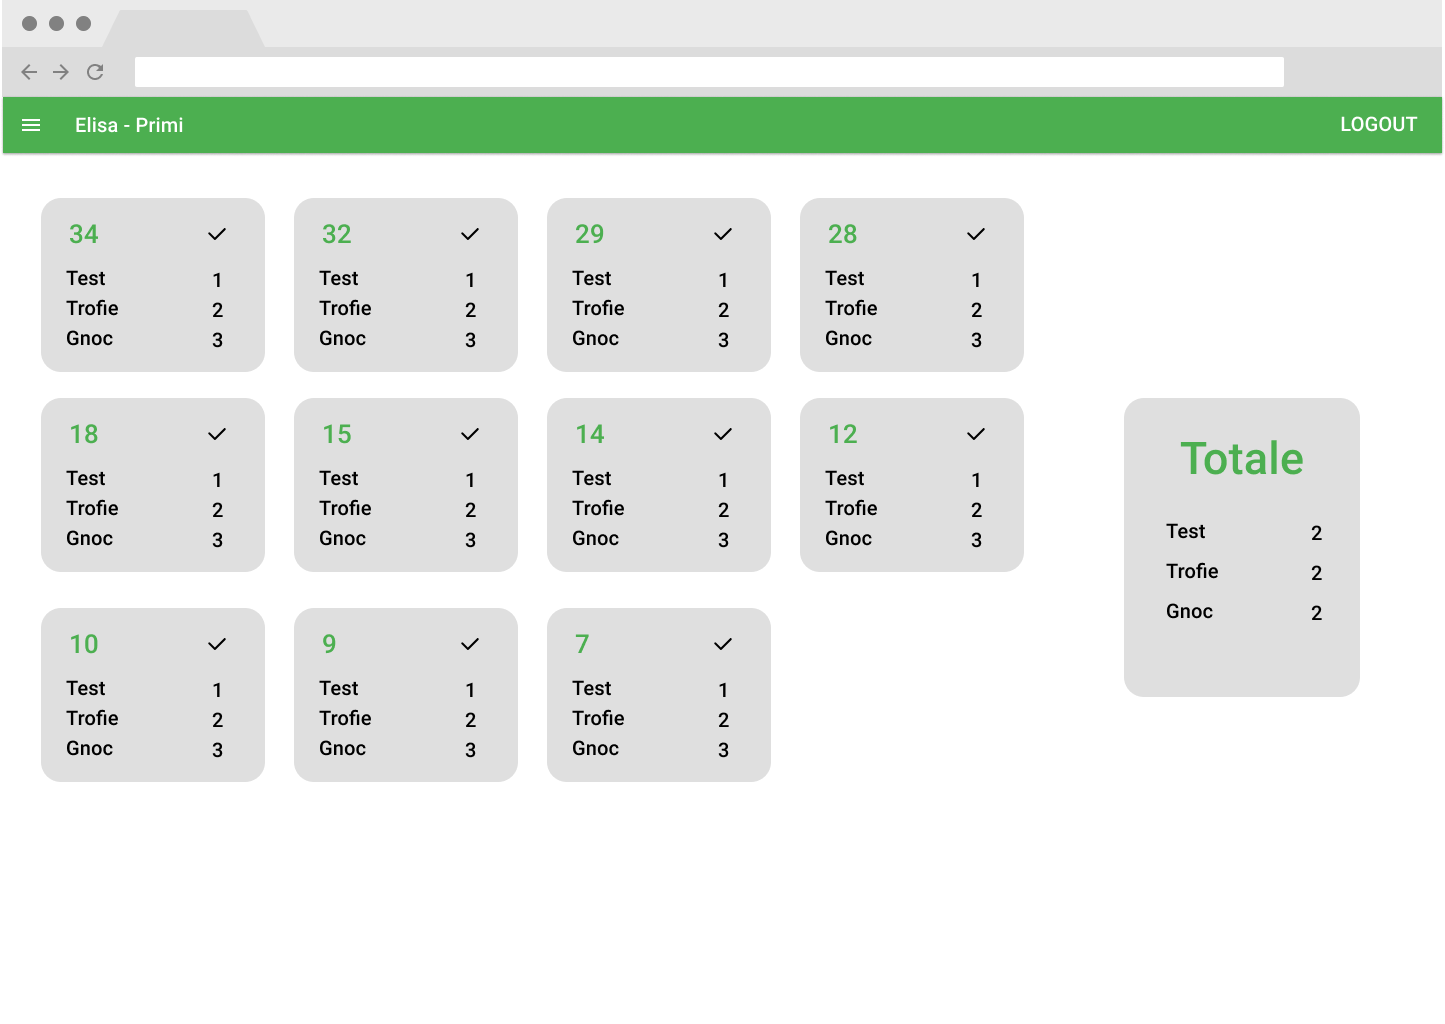 Elisa - Primi LOGOUT
34 32 29 28
Test 1 Test 1 Test 1 Test 1
Trofie 2 Trofie 2 Trofie 2 Trofie 2
Gnoc 3 Gnoc 3 Gnoc 3 Gnoc 3
18 15 14 12
Test 1 Test 1 Test 1 Test 1
Trofie 2 Trofie 2 Trofie 2 Trofie 2
Gnoc 3 Gnoc 3 Gnoc 3 Gnoc 3
10 9 7
Test 1 Test 1 Test 1
Trofie 2 Trofie 2 Trofie 2
Gnoc 3 Gnoc 3 Gnoc 3
Totale
Test 2
Trofie 2
Gnoc 2